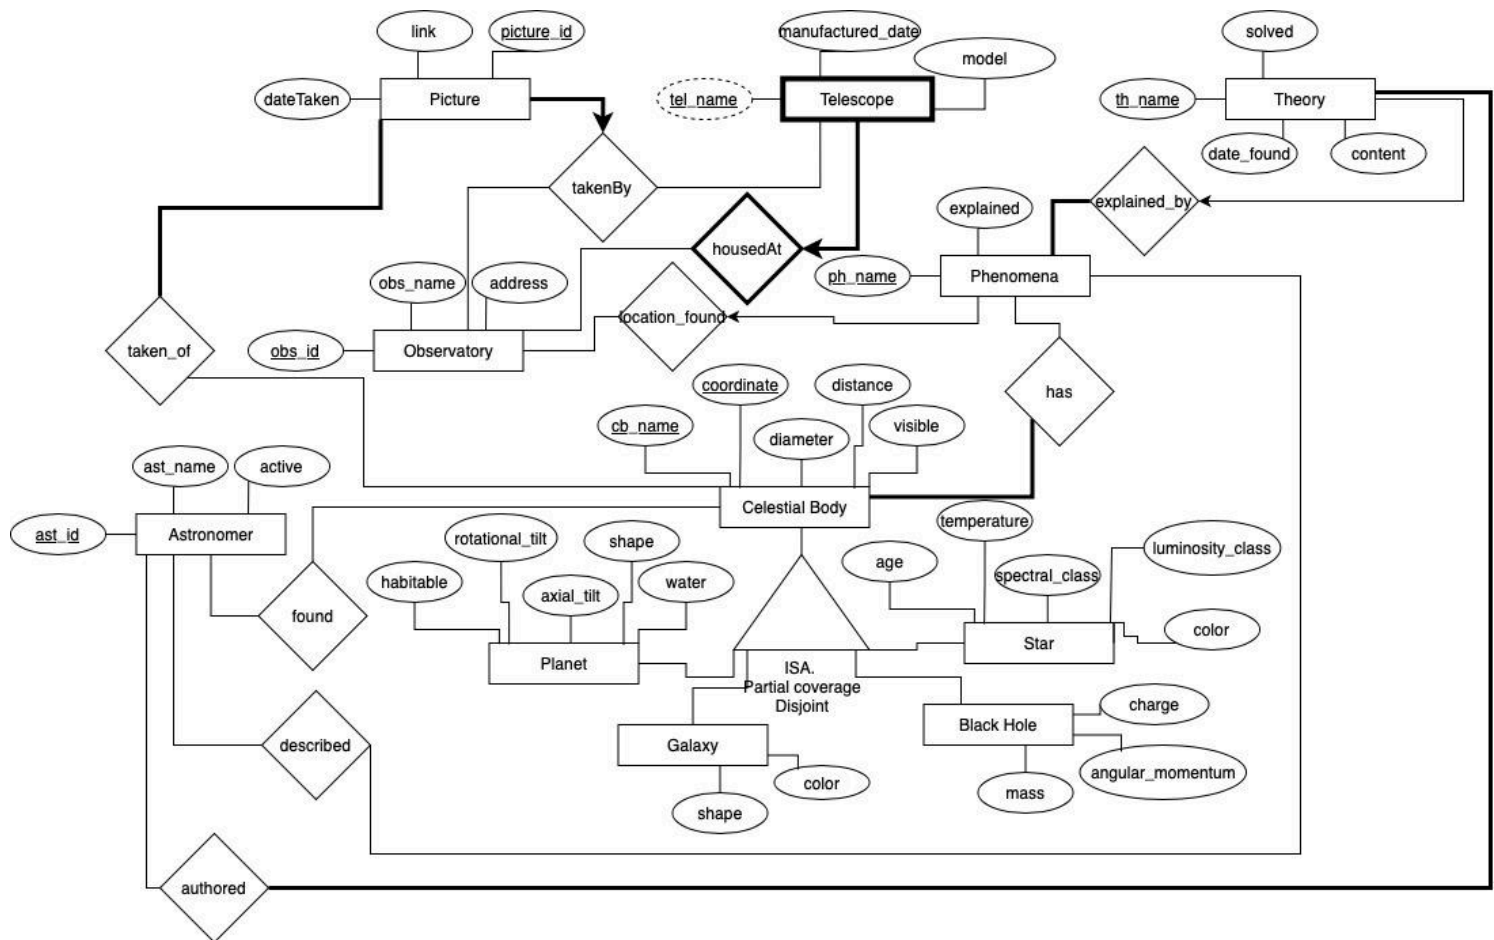 link
picture_id
manufactured_date
solved
model
dateTaken
Picture
tel_name
Telescope
th_name
Theory
date_found
content
takenBy
explained_by
explained
housedAt
ph_name
Phenomena
obs_name
address
location_found
taken_of
obs_id
Observatory
coordinate
distance
has
cb_name
diameter
visible
ast_name
active
Celestial Body
temperature
ast_id
Astronomer
rotational_tilt
shape
luminosity_class
age
spectral_class
habitable
axial_tilt
water
found
color
Planet
Star
ISA.
Partial coverage
Disjoint
charge
Black Hole
described
Galaxy
angular_momentum
color
mass
shape
authored